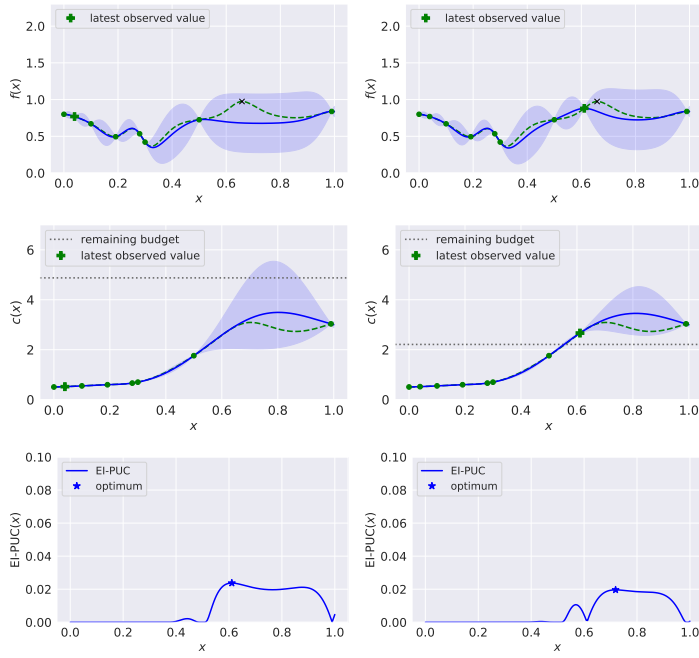 latest observed value
2.0
1.5
1.0
0.5
0.0
f(x)
0.0 0.2 0.4 0.6 0.8 1.0
x
latest observed value
2.0
1.5
1.0
0.5
0.0
f(x)
0.0 0.2 0.4 0.6 0.8 1.0
x
remaining budget
latest observed value
6
4
2
0
c(x)
0.0 0.2 0.4 0.6 0.8 1.0
x
remaining budget
latest observed value
6
4
2
0
c(x)
0.0 0.2 0.4 0.6 0.8 1.0
x
EI-PUC
optimum
0.10
0.08
0.06
0.04
0.02
0.00
EI-PUC(x)
0.0 0.2 0.4 0.6 0.8 1.0
x
EI-PUC
optimum
0.10
0.08
0.06
0.04
0.02
0.00
EI-PUC(x)
0.0 0.2 0.4 0.6 0.8 1.0
x